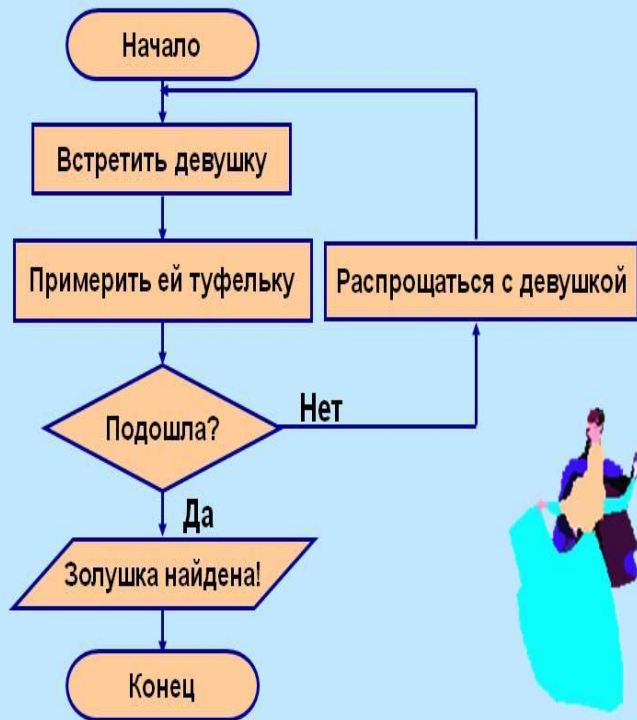 Начало
Встретить девушку
Примерить ей туфельку
Распрощаться с девушкой
Подошла?
Нет
Да
Золушка найдена!
Конец